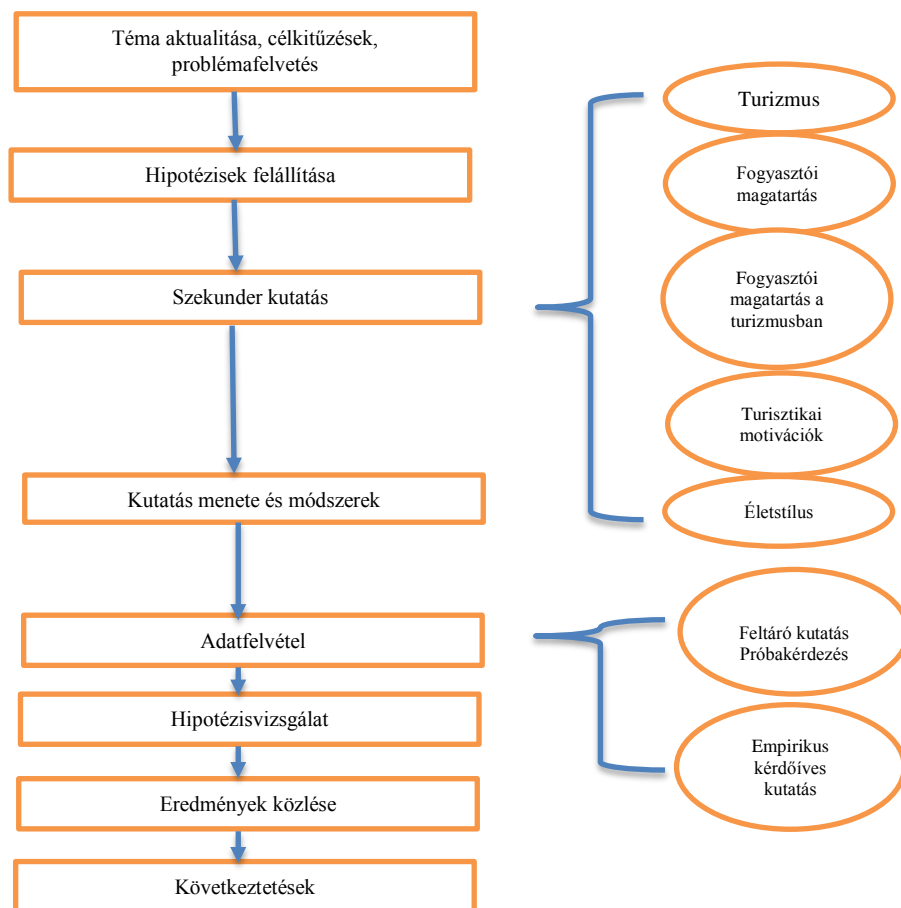 Téma aktualitása, célkitűzések,
problémafelvetés
Hipotézisek felállítása
Szekunder kutatás
Kutatás menete és módszerek
Adatfelvétel
Hipotézisvizsgálat
Eredmények közlése
Következtetések
Turizmus
Fogyasztói
magatartás
Fogyasztói
magatartás a
turizmusban
Turisztikai
motivációk
Életstílus
Feltáró kutatás
Próbakérdezés
Empirikus
kérdőíves
kutatás